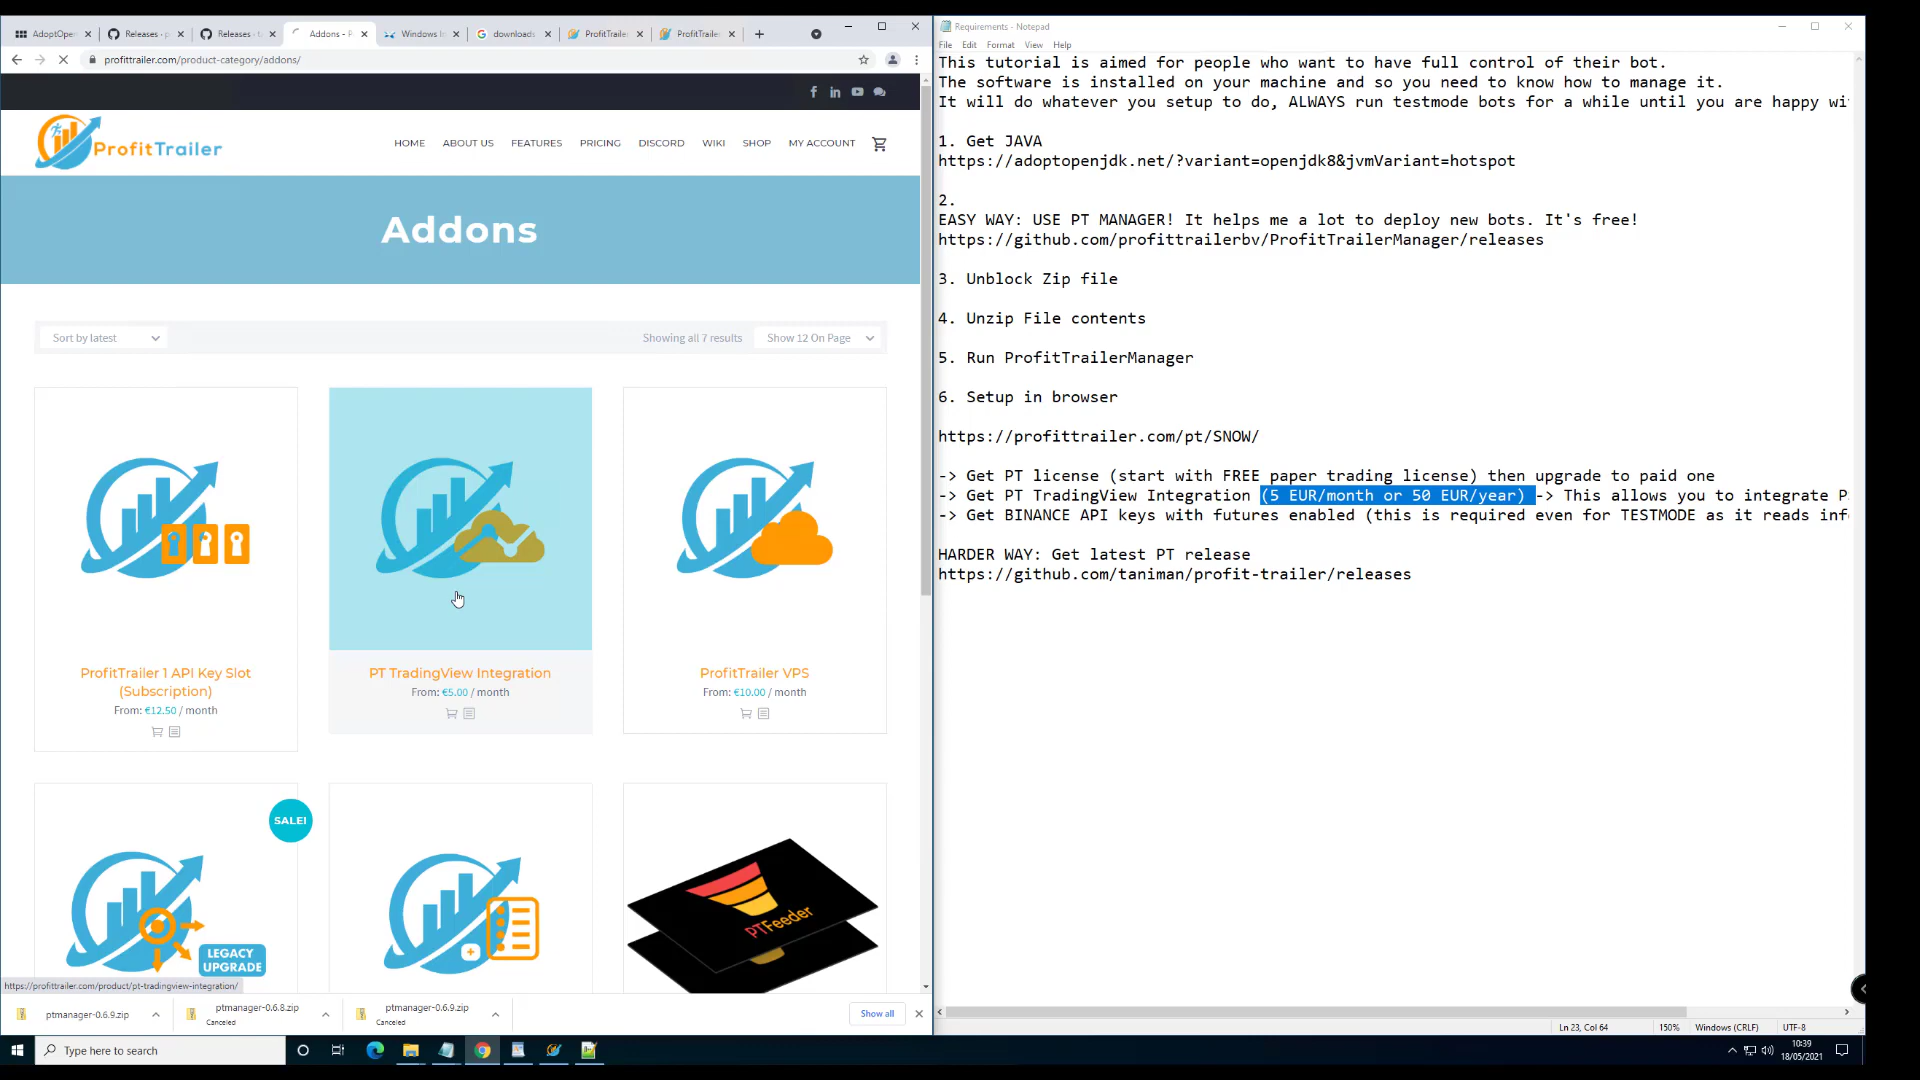 AdoptOpen
Releases · p
Releases · t
Addons - P
Windows In
downloads
ProfitTraile
ProfitTraile
profittrailer.com/product-category/addons/
ProfitTrailer
HOME
ABOUT US
FEATURES
PRICING
DISCORD
WIKI
SHOP
MY ACCOUNT
Addons
Sort by latest
Showing all 7 results
Show 12 On Page
ProfitTrailer 1 API Key Slot
(Subscription)
From: €12.50 / month
PT TradingView Integration
From: €5.00 / month
ProfitTrailer VPS
From: €10.00 / month
SALE!
LEGACY
UPGRADE
PTFeeder
https://profittrailer.com/product/pt-tradingview-integration/
ptmanager-0.6.9.zip
ptmanager-0.6.8.zip
Canceled
ptmanager-0.6.9.zip
Canceled
Show all
Requirements - Notepad
File Edit Format View Help
This tutorial is aimed for people who want to have full control of their bot.
The software is installed on your machine and so you need to know how to manage it.
It will do whatever you setup to do, ALWAYS run testmode bots for a while until you are happy wi
1. Get JAVA
https://adoptopenjdk.net/?variant=openjdk8&jvmVariant=hotspot
2.
EASY WAY: USE PT MANAGER! It helps me a lot to deploy new bots. It's free!
https://github.com/profittrailerbv/ProfitTrailerManager/releases
3. Unblock Zip file
4. Unzip File contents
5. Run ProfitTrailerManager
6. Setup in browser
https://profittrailer.com/pt/SNOW/
-> Get PT license (start with FREE paper trading license) then upgrade to paid one
-> Get PT TradingView Integration (5 EUR/month or 50 EUR/year) -> This allows you to integrate P
-> Get BINANCE API keys with futures enabled (this is required even for TESTMODE as it reads inf
HARDER WAY: Get latest PT release
https://github.com/taniman/profit-trailer/releases
Ln 23, Col 64
150%
Windows (CRLF)
UTF-8
Type here to search
10:39
18/05/2021